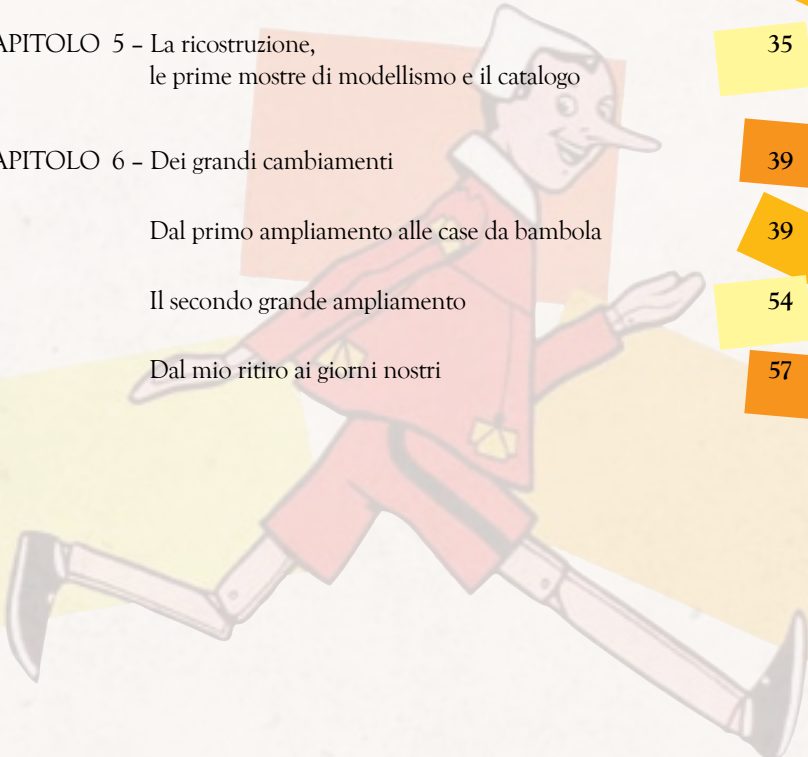 APITOLO 5 – La ricostruzione, 35
le prime mostre di modellismo e il catalogo
APITOLO 6 – Dei grandi cambiamenti 39
Dal primo ampliamento alle case da bambola 39
Il secondo grande ampliamento 54
Dal mio ritiro ai giorni nostri 57